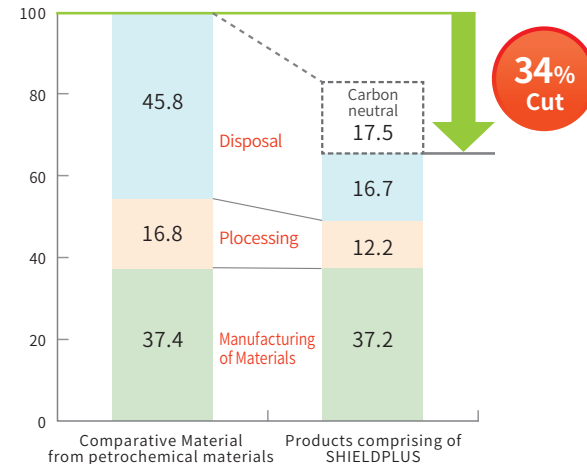 100
80
60
40
20
0
45.8
16.8
37.4
Disposal
Plocessing
Manufacturing
of Materials
Carbon
neutral
17.5
16.7
12.2
37.2
34%
Cut
Comparative Material
from petrochemical materials
Products comprising of
SHIELDPLUS